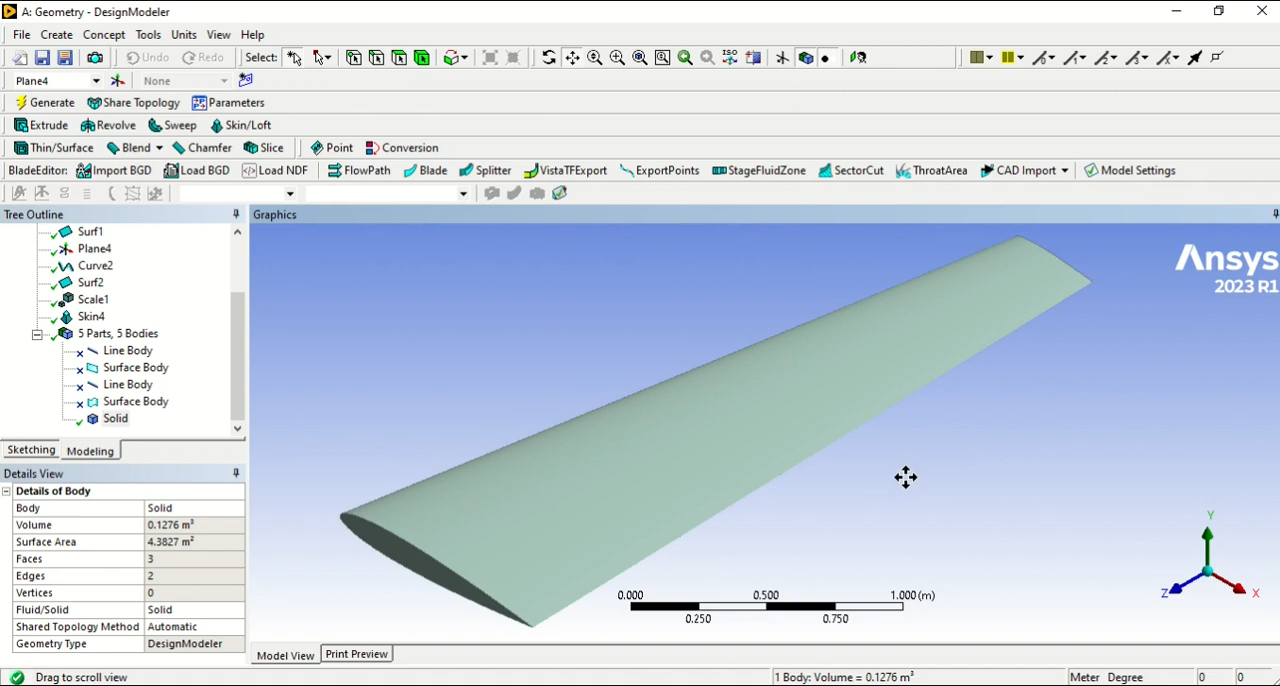 A: Geometry - DesignModeler
File Create Concept Tools Units View Help
Undo Redo Select: ISO
Plane4 None
Generate Share Topology Parameters
Extrude Revolve Sweep Skin/Loft
Thin/Surface Blend Chamfer Slice Point Conversion
BladeEditor: Import BGD Load BGD Load NDF FlowPath Blade Splitter VistaTFExport ExportPoints StageFluidZone SectorCut ThroatArea CAD Import Model Settings
Tree Outline
Graphics
Surf1
Plane4
Curve2
Surf2
Scale1
Skin4
5 Parts, 5 Bodies
Line Body
Surface Body
Line Body
Surface Body
Solid
Sketching Modeling
Details View
Details of Body
Body Solid
Volume 0.1276 m³
Surface Area 4.3827 m²
Faces 3
Edges 2
Vertices 0
Fluid/Solid Solid
Shared Topology Method Automatic
Geometry Type DesignModeler
Ansys
2023 R1
0.000 0.500 1.000 (m)
0.250 0.750
Y
Z X
Model View Print Preview
Drag to scroll view 1 Body: Volume = 0.1276 m³ Meter Degree 0 0